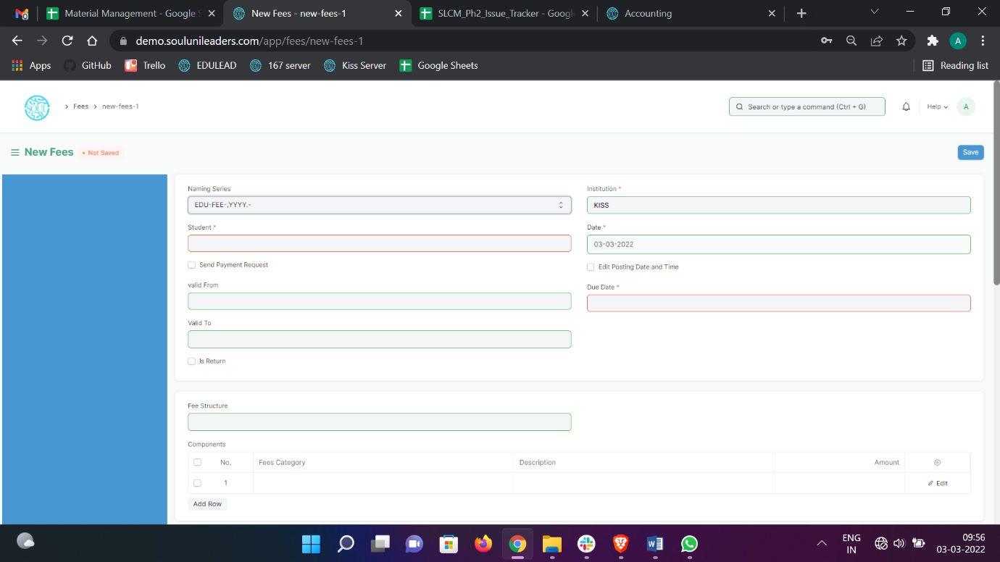 Material Management - Google S
New Fees - new-fees-1
SLCM_Ph2_Issue_Tracker - Googl
Accounting
demo.soulunileaders.com/app/fees/new-fees-1
A
Apps
GitHub
Trello
EDULEAD
167 server
Kiss Server
Google Sheets
Reading list
SOUL
Fees
new-fees-1
Search or type a command (Ctrl + G)
Help
A
New Fees
• Not Saved
Save
Naming Series
EDU-FEE-.YYYY.-
Institution *
KISS
Student *
Date *
03-03-2022
Send Payment Request
Edit Posting Date and Time
valid From
Due Date *
Valid To
Is Return
Fee Structure
Components
No. Fees Category Description Amount
1 Edit
Add Row
ENG
IN
09:56
03-03-2022